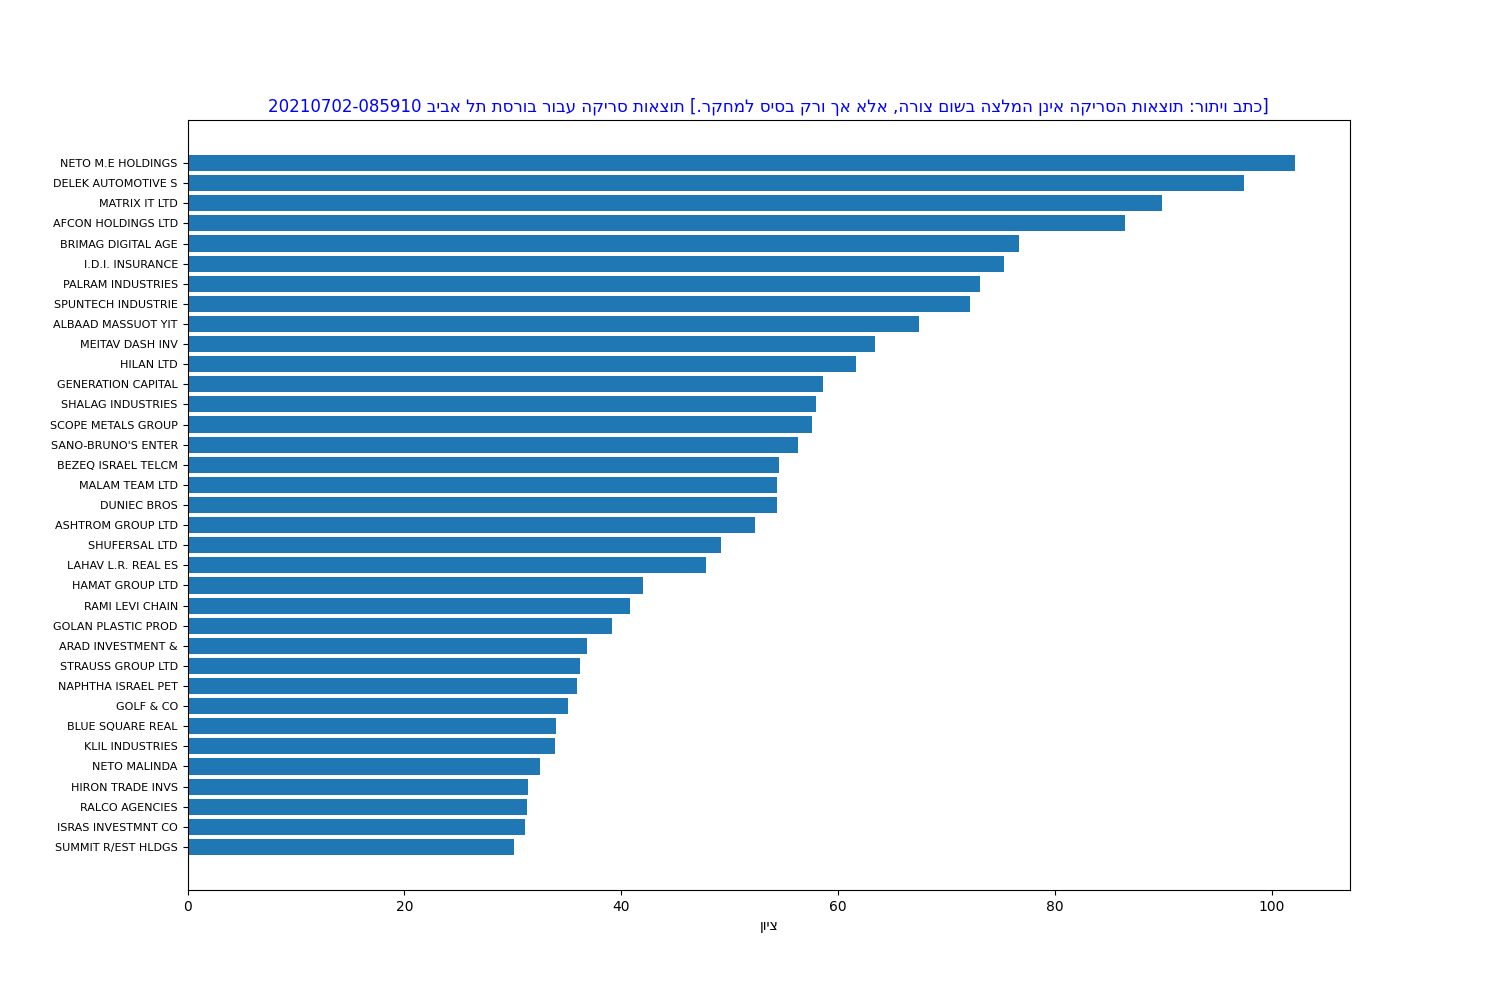 [כתב ויתור: תוצאות הסריקה אינן המלצה בשום צורה, אלא אך ורק בסיס למחקר.] תוצאות סריקה עבור בורסת תל אביב 20210702-085910
NETO M.E HOLDINGS
DELEK AUTOMOTIVE S
MATRIX IT LTD
AFCON HOLDINGS LTD
BRIMAG DIGITAL AGE
I.D.I. INSURANCE
PALRAM INDUSTRIES
SPUNTECH INDUSTRIE
ALBAAD MASSUOT YIT
MEITAV DASH INV
HILAN LTD
GENERATION CAPITAL
SHALAG INDUSTRIES
SCOPE METALS GROUP
SANO-BRUNO'S ENTER
BEZEQ ISRAEL TELCM
MALAM TEAM LTD
DUNIEC BROS
ASHTROM GROUP LTD
SHUFERSAL LTD
LAHAV L.R. REAL ES
HAMAT GROUP LTD
RAMI LEVI CHAIN
GOLAN PLASTIC PROD
ARAD INVESTMENT &
STRAUSS GROUP LTD
NAPHTHA ISRAEL PET
GOLF & CO
BLUE SQUARE REAL
KLIL INDUSTRIES
NETO MALINDA
HIRON TRADE INVS
RALCO AGENCIES
ISRAS INVESTMNT CO
SUMMIT R/EST HLDGS
0 20 40 60 80 100
ציון